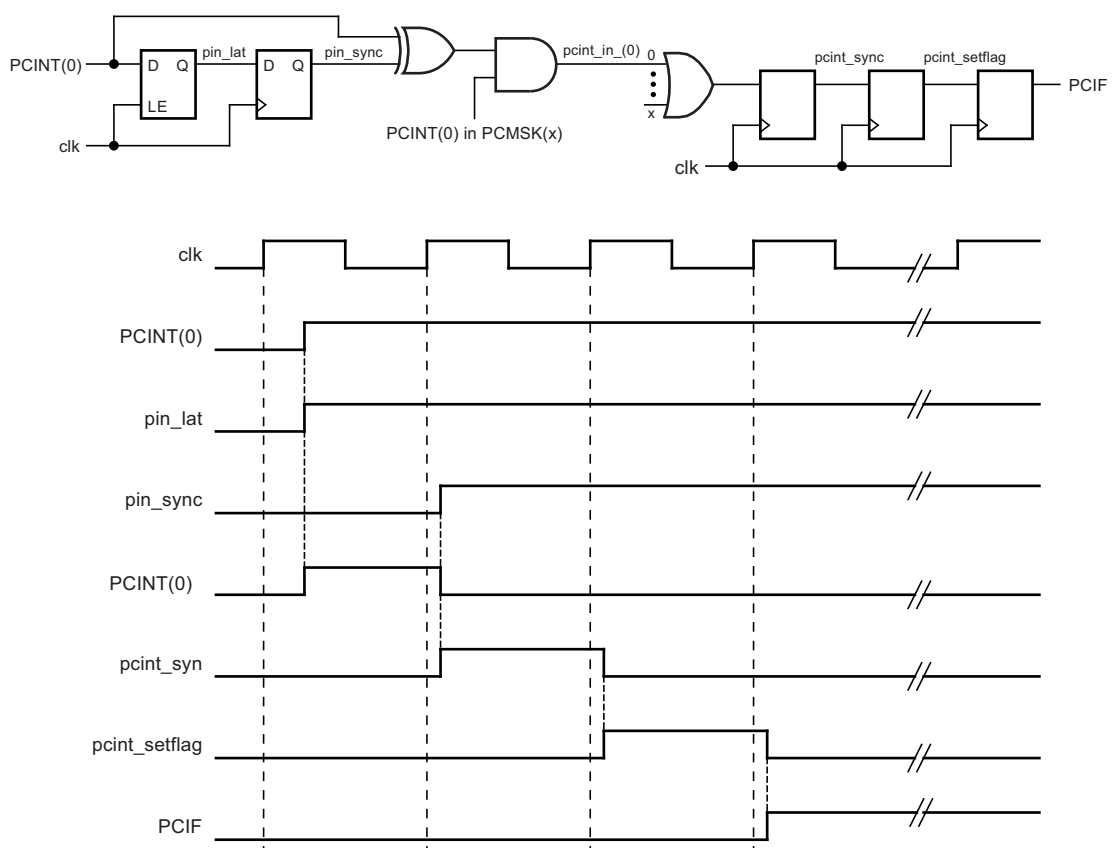 PCINT(0)
pin_lat
pin_sync
D Q
LE
D Q
clk
pcint_in_(0)
0
x
PCINT(0) in PCMSK(x)
pcint_sync
pcint_setflag
PCIF
clk
clk
PCINT(0)
pin_lat
pin_sync
PCINT(0)
pcint_syn
pcint_setflag
PCIF